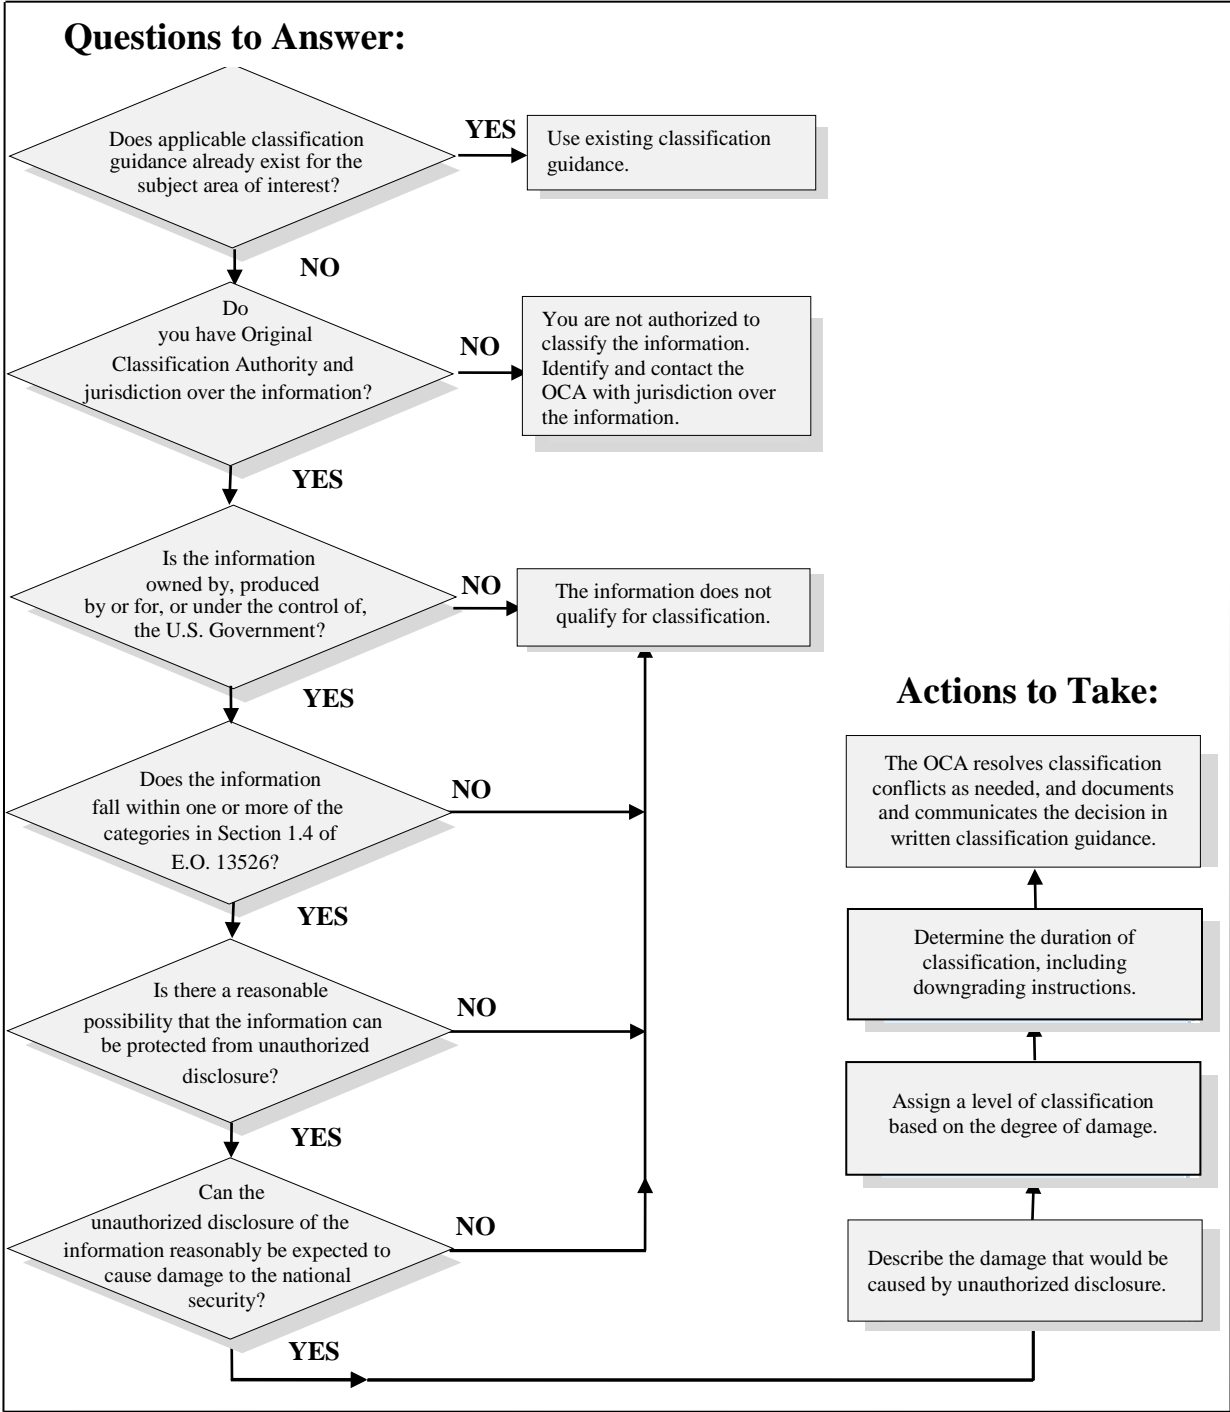 Questions to Answer:
Does applicable classification
guidance already exist for the
subject area of interest?
YES
Use existing classification
guidance.
NO
Do
you have Original
Classification Authority and
jurisdiction over the information?
NO
You are not authorized to
classify the information.
Identify and contact the
OCA with jurisdiction over
the information.
YES
Is the information
owned by, produced
by or for, or under the control of,
the U.S. Government?
NO
The information does not
qualify for classification.
YES
Does the information
fall within one or more of the
categories in Section 1.4 of
E.O. 13526?
NO
YES
Is there a reasonable
possibility that the information can
be protected from unauthorized
disclosure?
NO
YES
Can the
unauthorized disclosure of the
information reasonably be expected to
cause damage to the national
security?
NO
YES
Actions to Take:
The OCA resolves classification
conflicts as needed, and documents
and communicates the decision in
written classification guidance.
Determine the duration of
classification, including
downgrading instructions.
Assign a level of classification
based on the degree of damage.
Describe the damage that would be
caused by unauthorized disclosure.